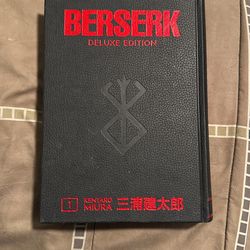 BERSERK
DELUXE EDITION
1
KENTARO
MIURA
三浦建太郎